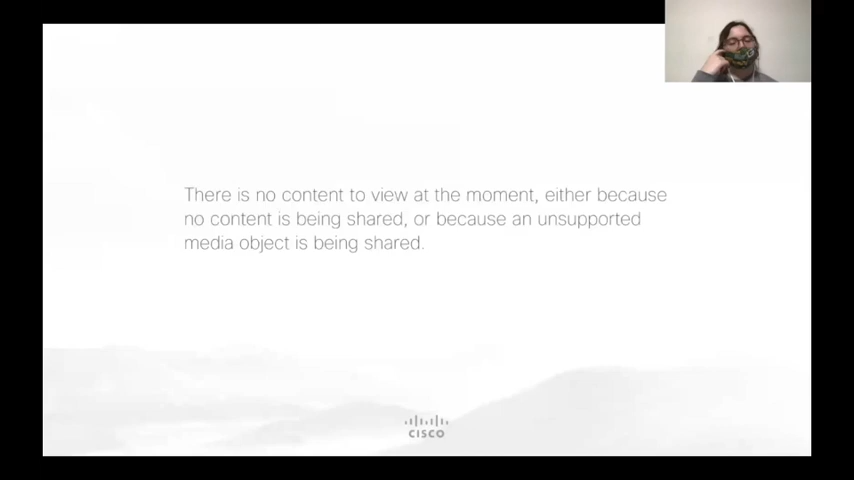 There is no content to view at the moment, either because
no content is being shared, or because an unsupported
media object is being shared.
CISCO